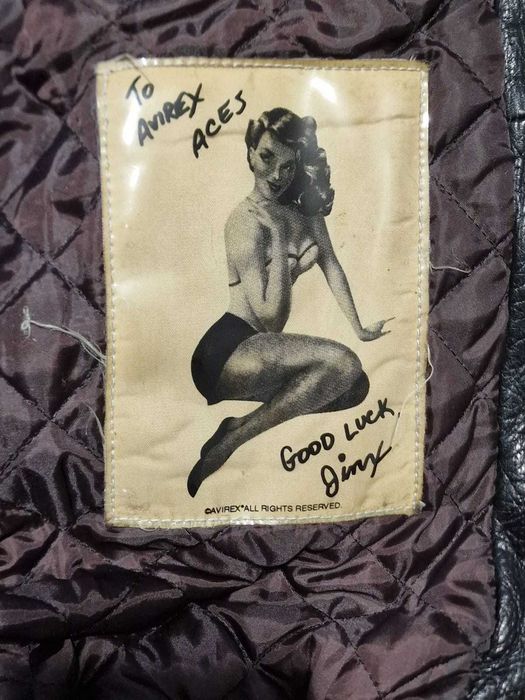 TO
AVIREX
ACES
GOOD LUCK,
Jinx
©AVIREX® ALL RIGHTS RESERVED.